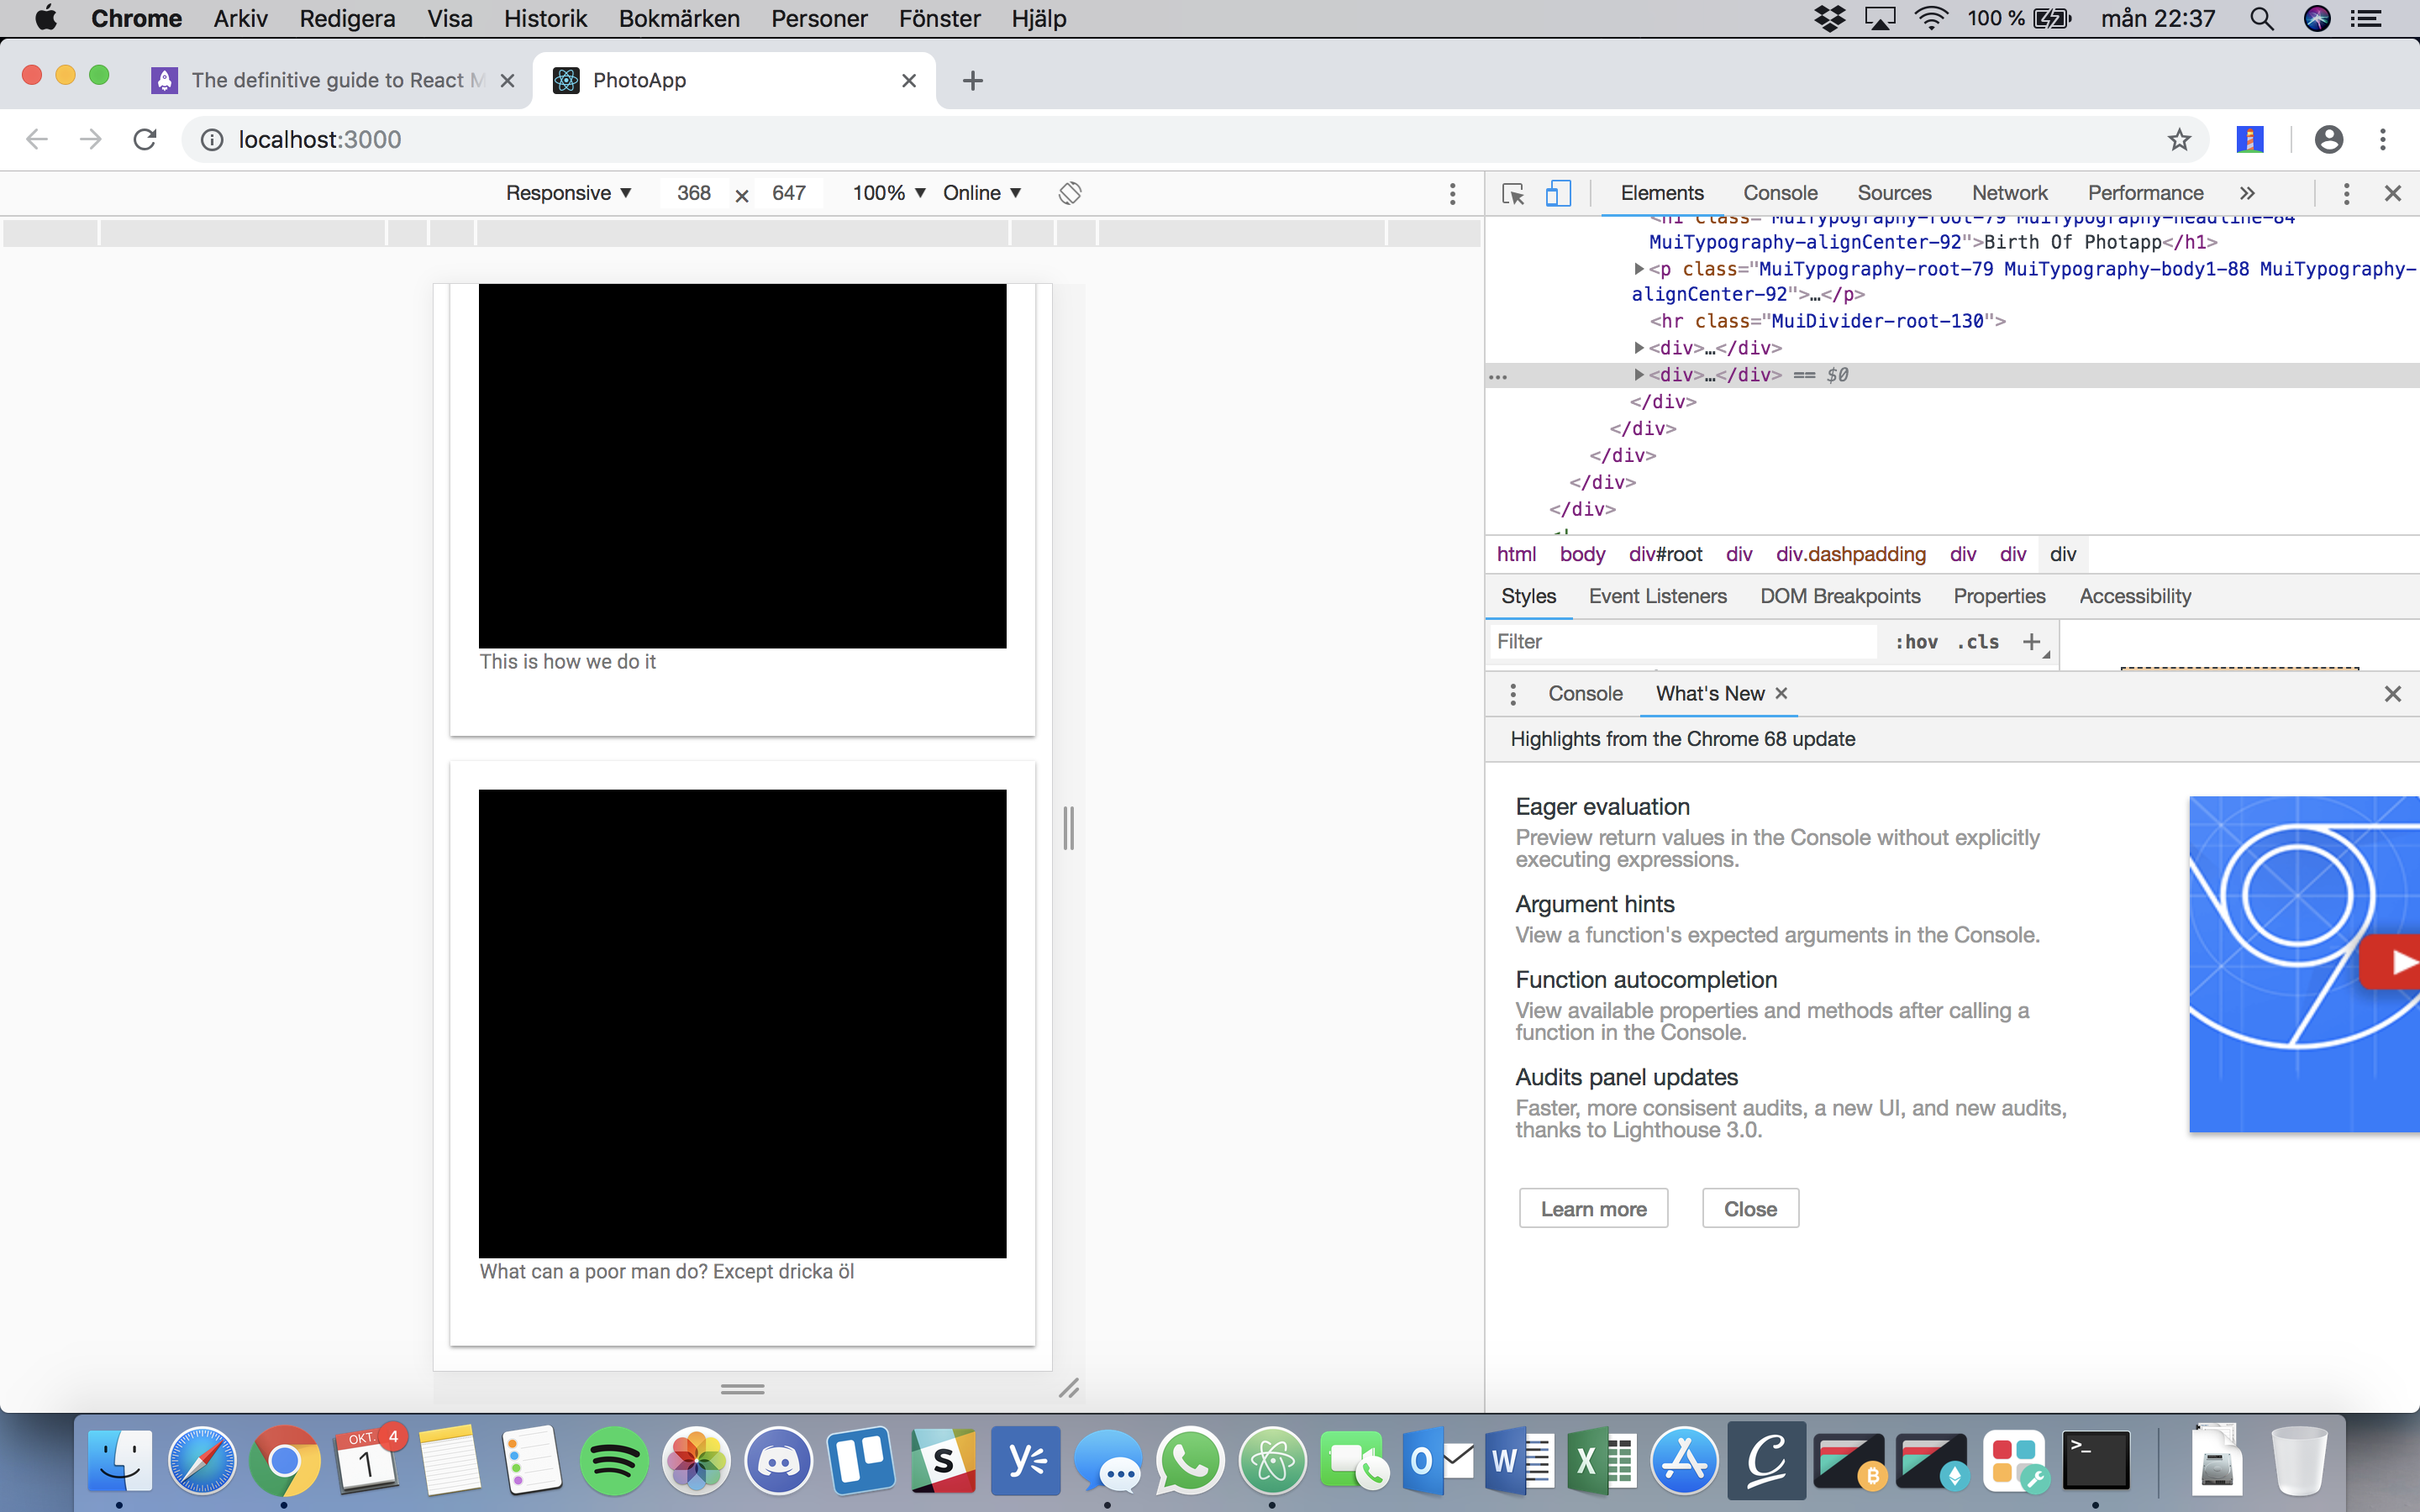 Chrome Arkiv Redigera Visa Historik Bokmärken Personer Fönster Hjälp 100 % mån 22:37
The definitive guide to React M
PhotoApp
localhost:3000
Responsive ▼ 368 × 647 100% ▼ Online ▼
Elements Console Sources Network Performance »
<h1 class="MuiTypography-root-79 MuiTypography-headline-84
MuiTypography-alignCenter-92">Birth Of Photapp</h1>
▶<p class="MuiTypography-root-79 MuiTypography-body1-88 MuiTypography-
alignCenter-92">…</p>
<hr class="MuiDivider-root-130">
▶<div>…</div>
… ▶<div>…</div> == $0
</div>
</div>
</div>
</div>
</div>
html body div#root div div.dashpadding div div div
Styles Event Listeners DOM Breakpoints Properties Accessibility
Filter :hov .cls +
Console What's New ×
Highlights from the Chrome 68 update
Eager evaluation
Preview return values in the Console without explicitly
executing expressions.
Argument hints
View a function's expected arguments in the Console.
Function autocompletion
View available properties and methods after calling a
function in the Console.
Audits panel updates
Faster, more consisent audits, a new UI, and new audits,
thanks to Lighthouse 3.0.
Learn more Close
This is how we do it
What can a poor man do? Except dricka öl
OKT. 4
1
S
y
O
W
X
C
>_